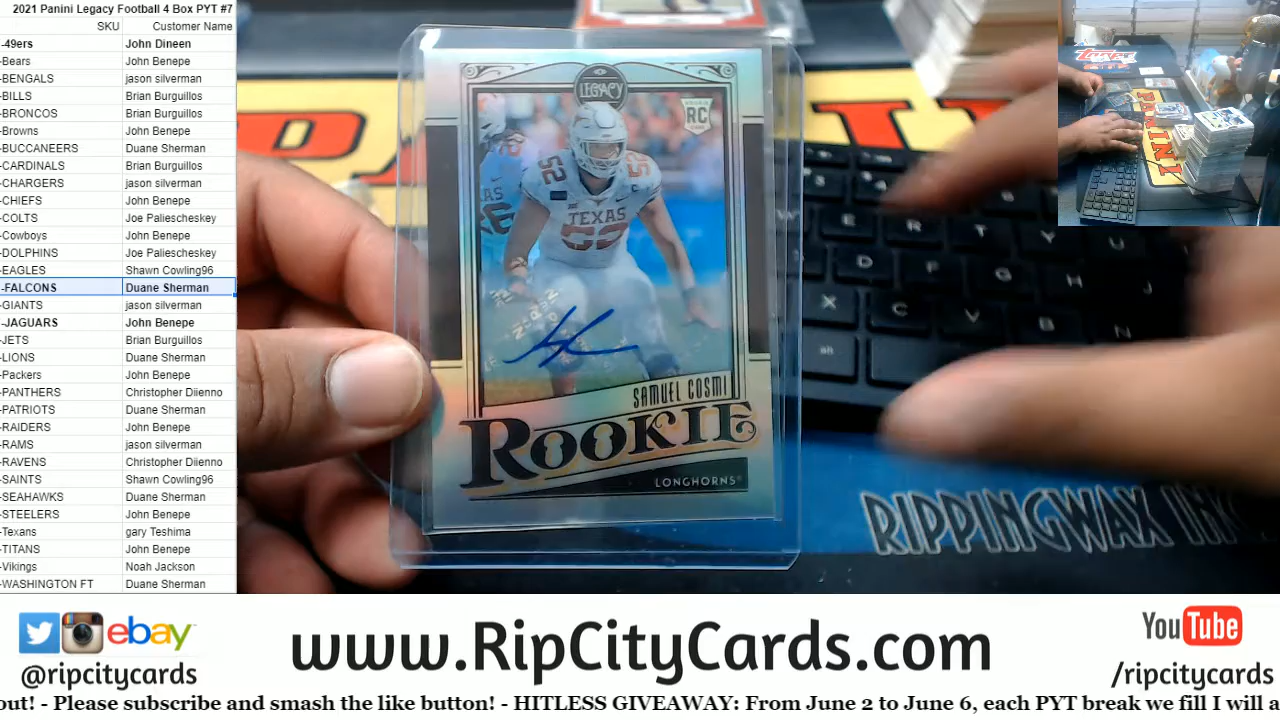 2021 Panini Legacy Football 4 Box PYT #7
SKU Customer Name
-49ers John Dineen
-Bears John Benepe
-BENGALS jason silverman
-BILLS Brian Burguillos
-BRONCOS Brian Burguillos
-Browns John Benepe
-BUCCANEERS Duane Sherman
-CARDINALS Brian Burguillos
-CHARGERS jason silverman
-CHIEFS John Benepe
-COLTS Joe Paliescheskey
-Cowboys John Benepe
-DOLPHINS Joe Paliescheskey
-EAGLES Shawn Cowling96
-FALCONS Duane Sherman
-GIANTS jason silverman
-JAGUARS John Benepe
-JETS Brian Burguillos
-LIONS Duane Sherman
-Packers John Benepe
-PANTHERS Christopher Diienno
-PATRIOTS Duane Sherman
-RAIDERS John Benepe
-RAMS jason silverman
-RAVENS Christopher Diienno
-SAINTS Shawn Cowling96
-SEAHAWKS Duane Sherman
-STEELERS John Benepe
-Texans gary Teshima
-TITANS John Benepe
-Vikings Noah Jackson
-WASHINGTON FT Duane Sherman
LEGACY
RC
52 52
TEXAS
52
SAMUEL COSMI
ROOKIE
LONGHORNS
E R T Y U
D F G H J
X C V B N
alt
RIPPINGWAX INC
PANINI
ebay
@ripcitycards
www.RipCityCards.com
YouTube
/ripcitycards
out! - Please subscribe and smash the like button! - HITLESS GIVEAWAY: From June 2 to June 6, each PYT break we fill I will a